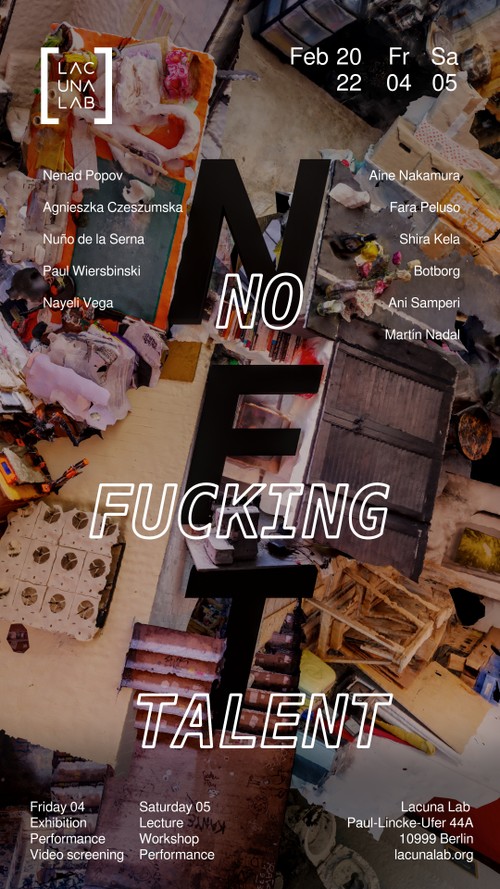 LAC
UNA
LAB
Feb 20 Fr Sa
22 04 05
Nenad Popov
Agnieszka Czeszumska
Nuño de la Serna
Paul Wiersbinski
Nayeli Vega
Aine Nakamura
Fara Peluso
Shira Kela
Botborg
Ani Samperi
Martin Nadal
N
NO
F
FUCKING
T
TALENT
Friday 04
Exhibition
Performance
Video screening
Saturday 05
Lecture
Workshop
Performance
Lacuna Lab
Paul-Lincke-Ufer 44A
10999 Berlin
lacunalab.org